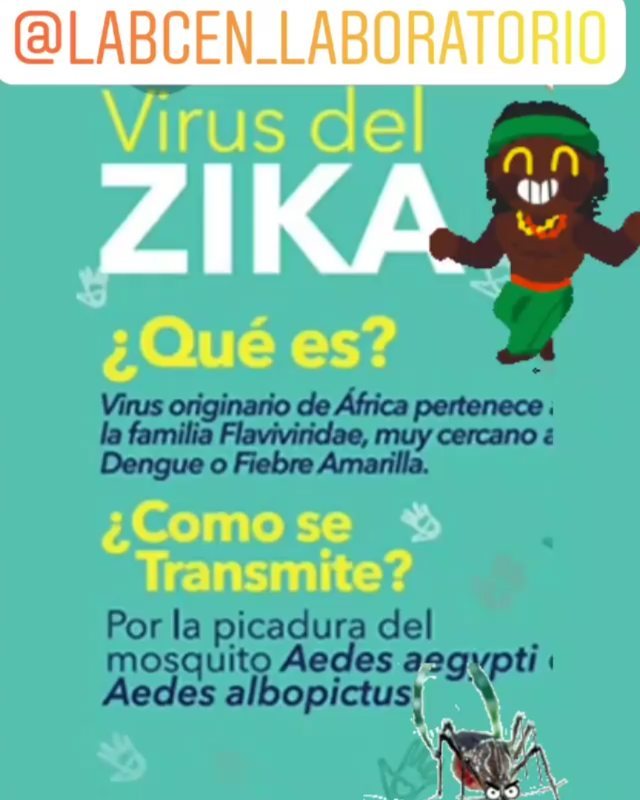 @LABCEN_LABORATORIO
Virus del
ZIKA
¿Qué es?
Virus originario de África pertenece
la familia Flaviviridae, muy cercano a
Dengue o Fiebre Amarilla.
¿Como se
Transmite?
Por la picadura del
mosquito Aedes aegypti
Aedes albopictus